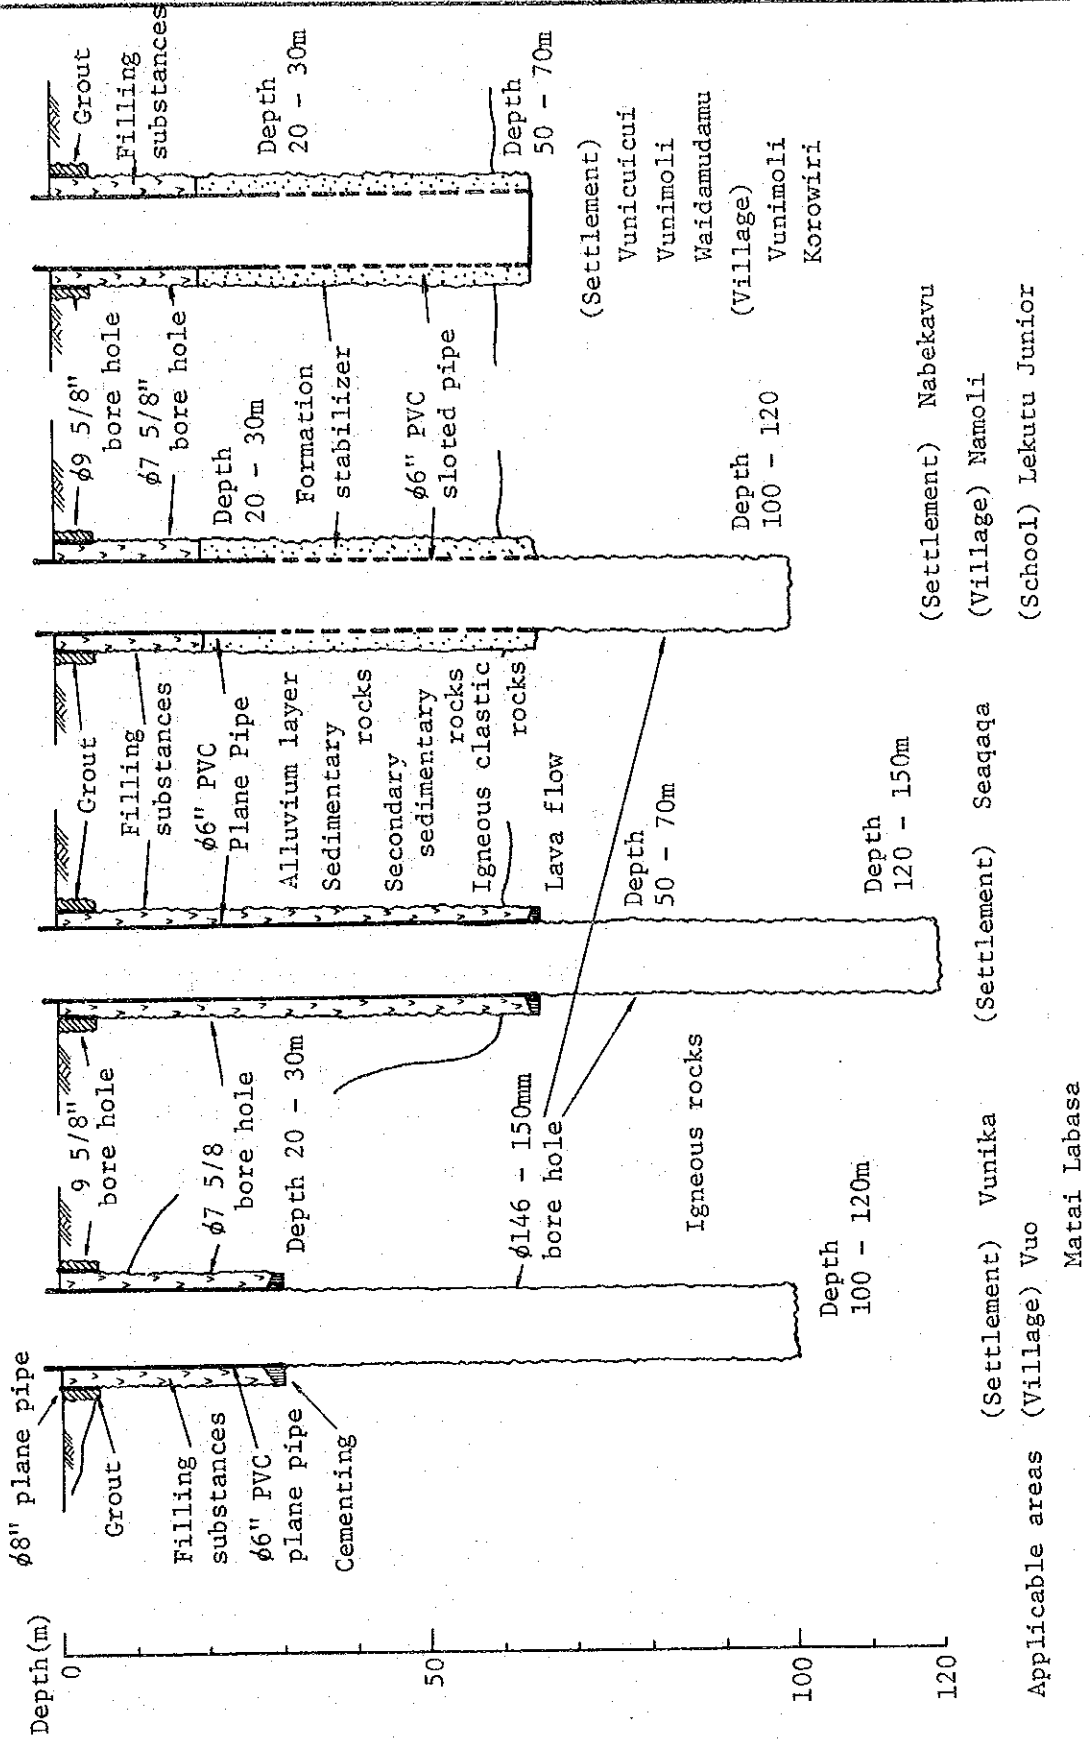 Depth(m)
0
50
100
120
ø8" plane pipe
Grout
Filling
substances
ø6" PVC
plane pipe
Cementing
9 5/8"
bore hole
ø7 5/8
bore hole
Depth 20 - 30m
ø146 - 150mm
bore hole
Igneous rocks
Depth
100 - 120m
Grout
Filling
substances
ø6" PVC
Plane Pipe
Alluvium layer
Sedimentary
rocks
Secondary
sedimentary
rocks
Igneous clastic
rocks
Lava flow
Depth
50 - 70m
Depth
120 - 150m
ø9 5/8"
bore hole
ø7 5/8"
bore hole
Depth
20 - 30m
Formation
stabilizer
ø6" PVC
sloted pipe
Depth
100 - 120
Grout
Filling
substances
Depth
20 - 30m
Depth
50 - 70m
(Settlement)
Vunicuicui
Vunimoli
Waidamudamu
(Village)
Vunimoli
Korowiri
(Settlement) Nabekavu
(Village) Namoli
(School) Lekutu Junior
(Settlement) Seaqaqa
(Settlement) Vunika
Applicable areas (Village) Vuo
Matai Labasa